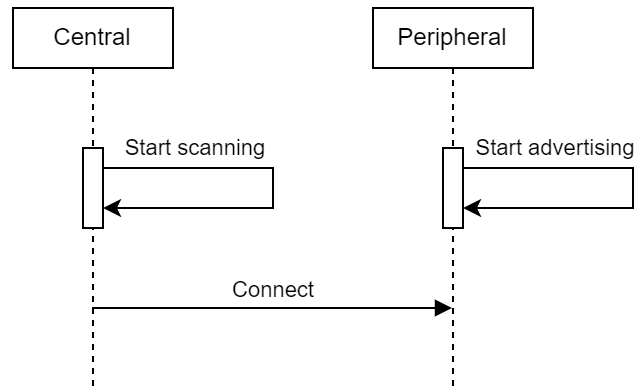 Central
Peripheral
Start scanning
Start advertising
Connect